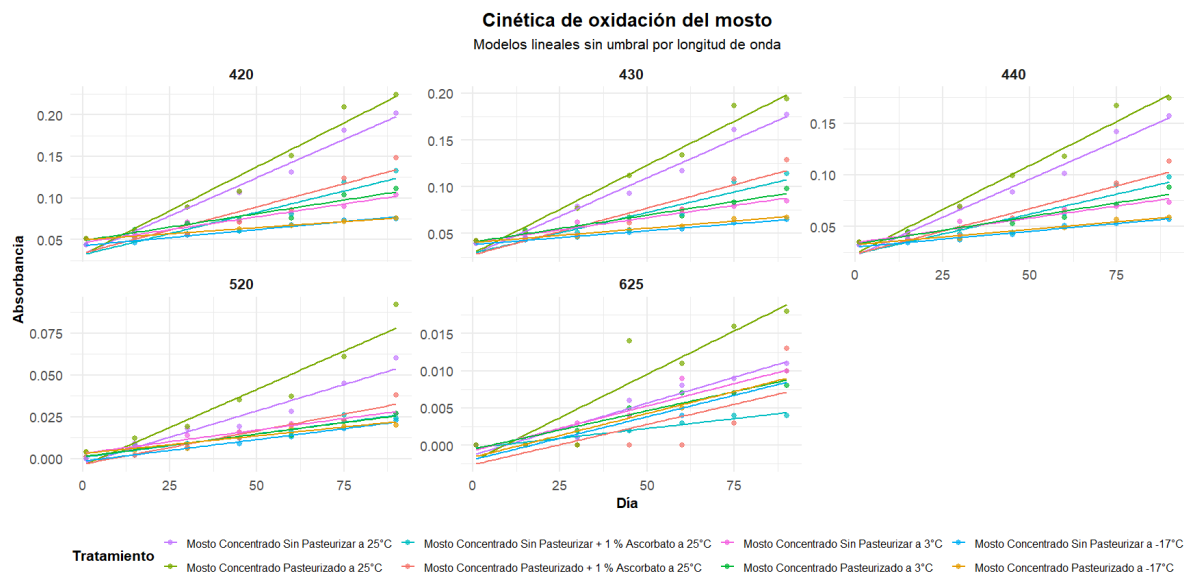 Cinética de oxidación del mosto
Modelos lineales sin umbral por longitud de onda
420
430
440
0.20
0.15
0.10
0.05
0.20
0.15
0.10
0.05
0.15
0.10
0.05
0
25
50
75
520
625
0.075
0.050
0.025
0.000
0.015
0.010
0.005
0.000
0
25
50
75
0
25
50
75
Absorbancia
Día
Tratamiento
Mosto Concentrado Sin Pasteurizar a 25°C
Mosto Concentrado Sin Pasteurizar + 1 % Ascorbato a 25°C
Mosto Concentrado Sin Pasteurizar a 3°C
Mosto Concentrado Sin Pasteurizar a -17°C
Mosto Concentrado Pasteurizado a 25°C
Mosto Concentrado Pasteurizado + 1 % Ascorbato a 25°C
Mosto Concentrado Pasteurizado a 3°C
Mosto Concentrado Pasteurizado a -17°C